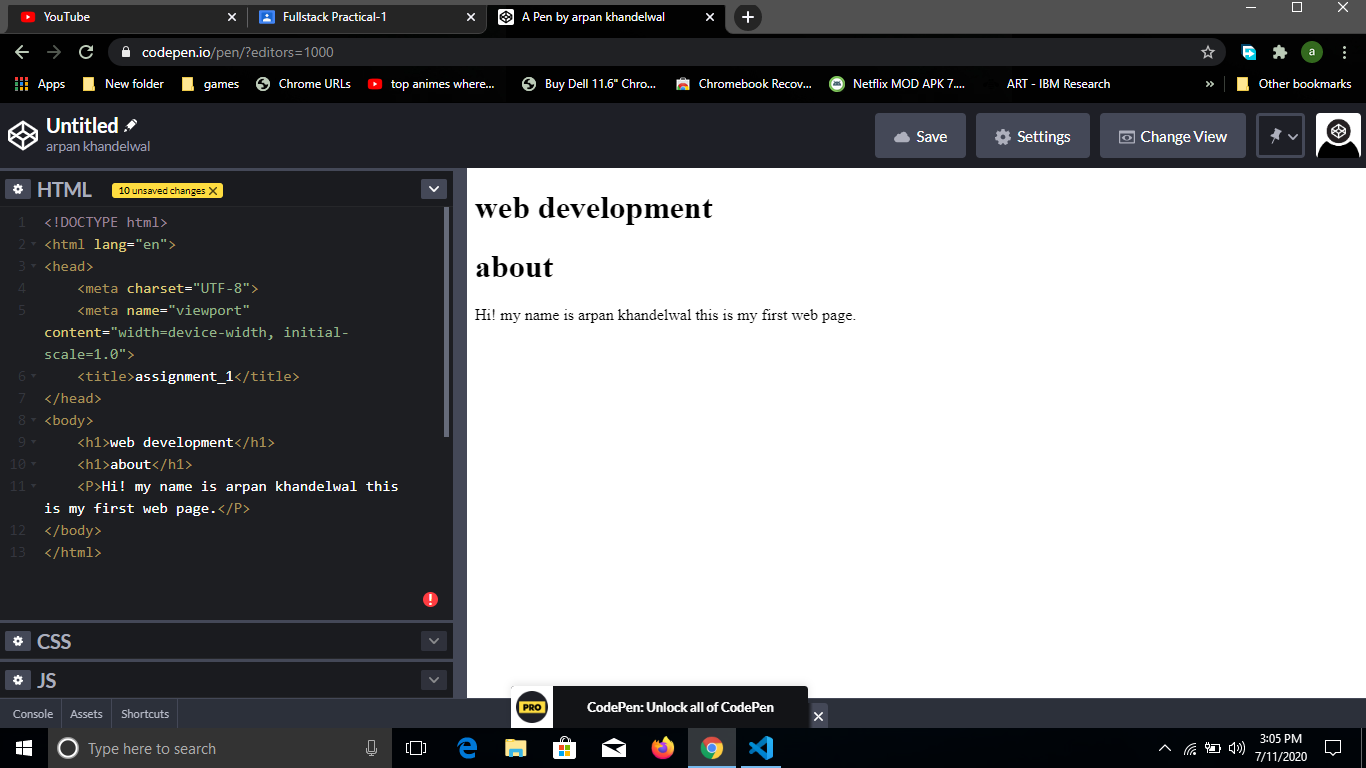 YouTube
Fullstack Practical-1
A Pen by arpan khandelwal
codepen.io/pen/?editors=1000
a
Apps
New folder
games
Chrome URLs
top animes where...
Buy Dell 11.6" Chro...
Chromebook Recov...
Netflix MOD APK 7....
ART - IBM Research
»
Other bookmarks
Untitled
arpan khandelwal
Save
Settings
Change View
HTML
10 unsaved changes X
1 <!DOCTYPE html>
2 <html lang="en">
3 <head>
4 <meta charset="UTF-8">
5 <meta name="viewport"
content="width=device-width, initial-
scale=1.0">
6 <title>assignment_1</title>
7 </head>
8 <body>
9 <h1>web development</h1>
10 <h1>about</h1>
11 <P>Hi! my name is arpan khandelwal this
is my first web page.</P>
12 </body>
13 </html>
CSS
JS
web development
about
Hi! my name is arpan khandelwal this is my first web page.
Console
Assets
Shortcuts
PRO
CodePen: Unlock all of CodePen
Type here to search
3:05 PM
7/11/2020